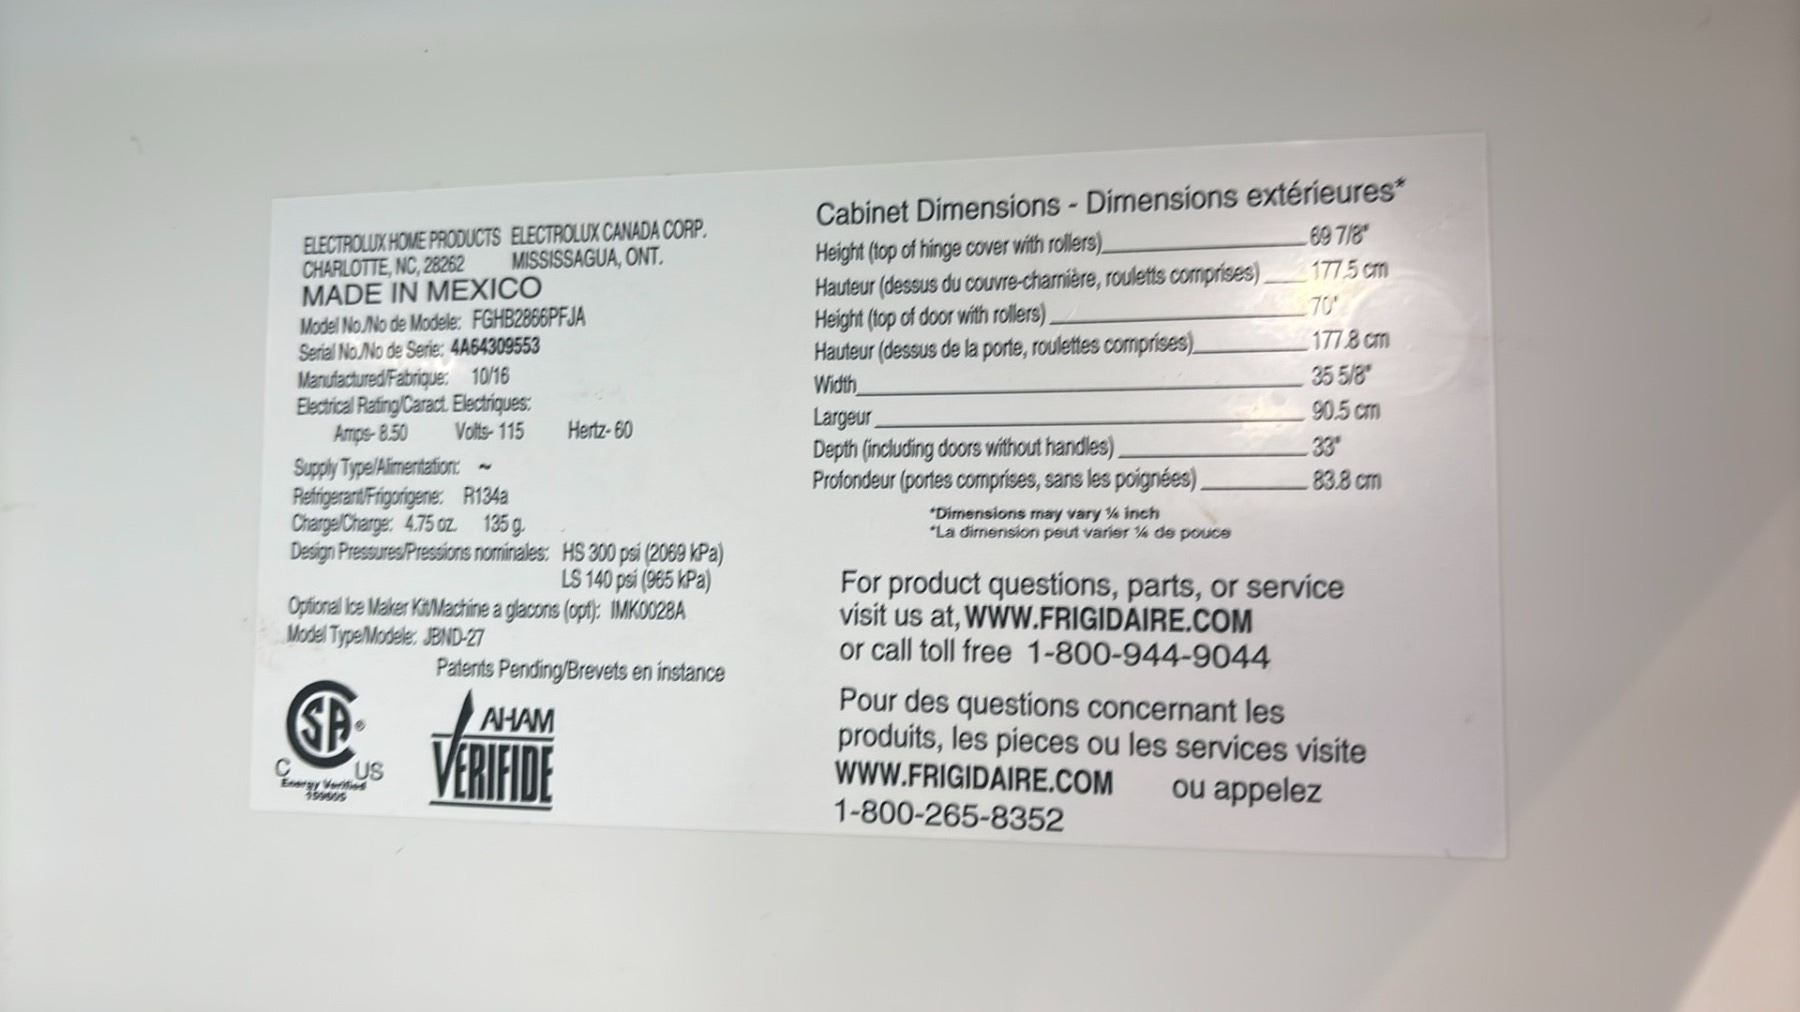 ELECTROLUX HOME PRODUCTS ELECTROLUX CANADA CORP.
CHARLOTTE, NC, 28262 MISSISSAGUA, ONT.
MADE IN MEXICO
Model No./No de Modele: FGHB2866PFJA
Serial No./No de Serie: 4A64309553
Manufactured/Fabrique: 10/16
Electrical Rating/Caract. Electriques:
Amps- 8.50 Volts- 115 Hertz- 60
Supply Type/Alimentation: ~
Refrigerant/Frigorigene: R134a
Charge/Charge: 4.75 oz. 135 g.
Design Pressures/Pressions nominales: HS 300 psi (2069 kPa)
LS 140 psi (965 kPa)
Optional Ice Maker Kit/Machine a glacons (opt): IMK0028A
Model Type/Modele: JBND-27
Patents Pending/Brevets en instance
SA ®
C US
Energy Verified
AHAM
VERIFIDE
Cabinet Dimensions - Dimensions extérieures*
Height (top of hinge cover with rollers) 69 7/8"
Hauteur (dessus du couvre-charnière, rouletts comprises) 177.5 cm
Height (top of door with rollers) 70"
Hauteur (dessus de la porte, roulettes comprises) 177.8 cm
Width 35 5/8"
Largeur 90.5 cm
Depth (including doors without handles) 33"
Profondeur (portes comprises, sans les poignées) 83.8 cm
*Dimensions may vary ¼ inch
*La dimension peut varier ¼ de pouce
For product questions, parts, or service
visit us at, WWW.FRIGIDAIRE.COM
or call toll free 1-800-944-9044
Pour des questions concernant les
produits, les pieces ou les services visite
WWW.FRIGIDAIRE.COM ou appelez
1-800-265-8352